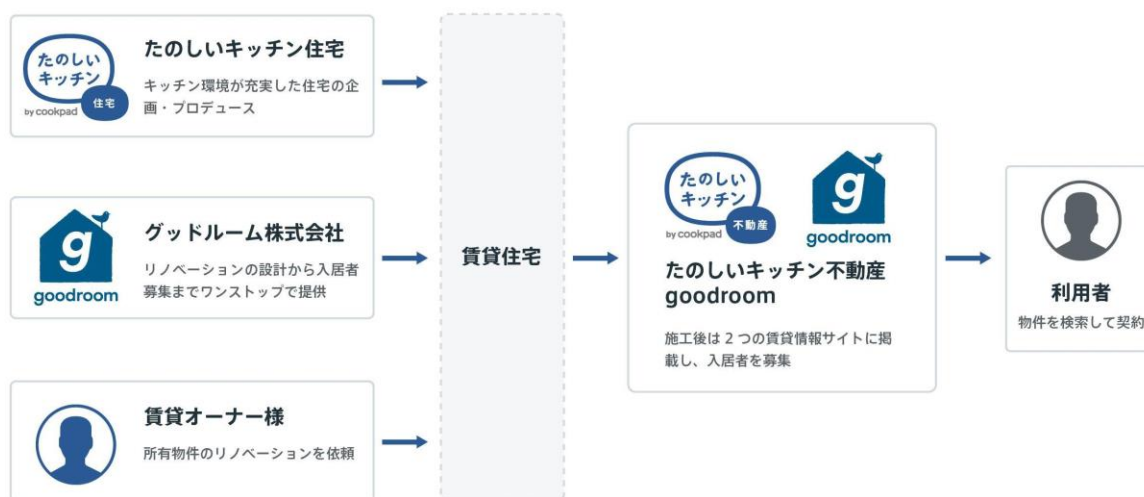 たのしい
キッチン
住宅
by cookpad
たのしいキッチン住宅
キッチン環境が充実した住宅の企
画・プロデュース
g
goodroom
グッドルーム株式会社
リノベーションの設計から入居者
募集までワンストップで提供
賃貸オーナー様
所有物件のリノベーションを依頼
賃貸住宅
たのしい
キッチン
不動産
by cookpad
g
goodroom
たのしいキッチン不動産
goodroom
施工後は 2 つの賃貸情報サイトに掲
載し、入居者を募集
利用者
物件を検索して契約